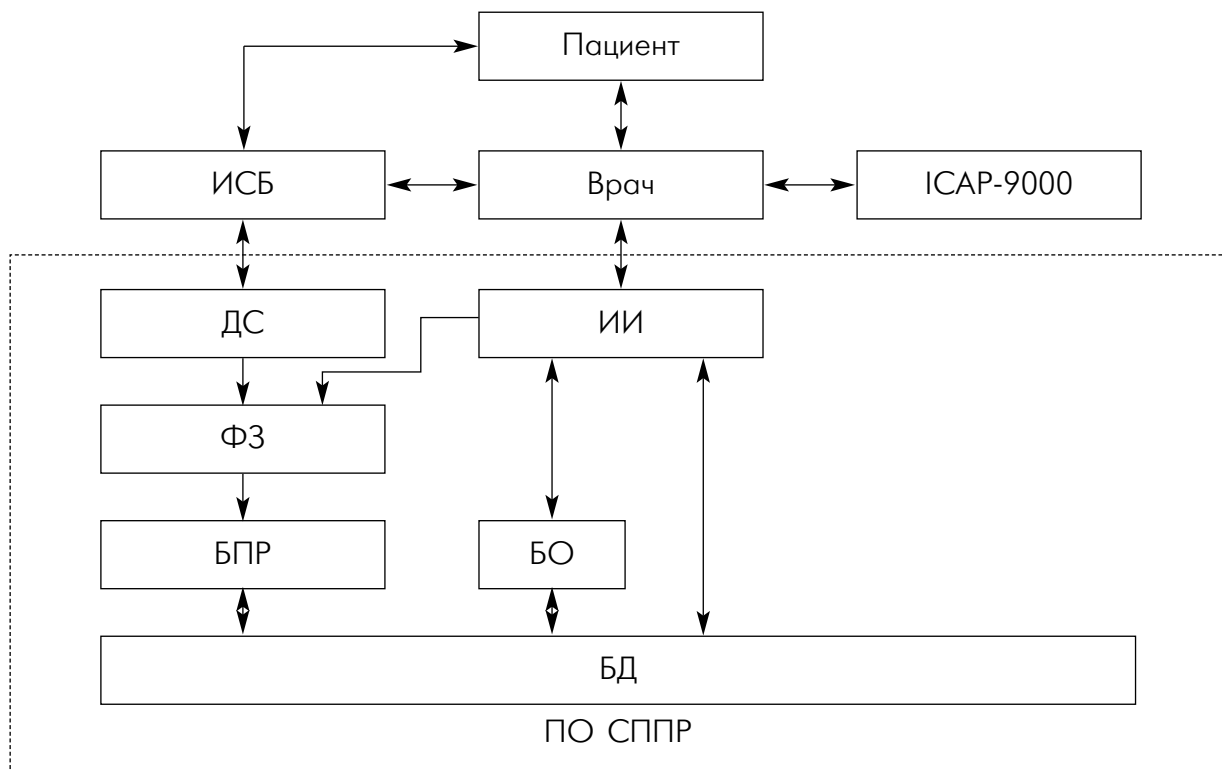 Пациент
ИСБ
Врач
ICAP-9000
ДС
ИИ
ФЗ
БПР
БО
БД
ПО СППР